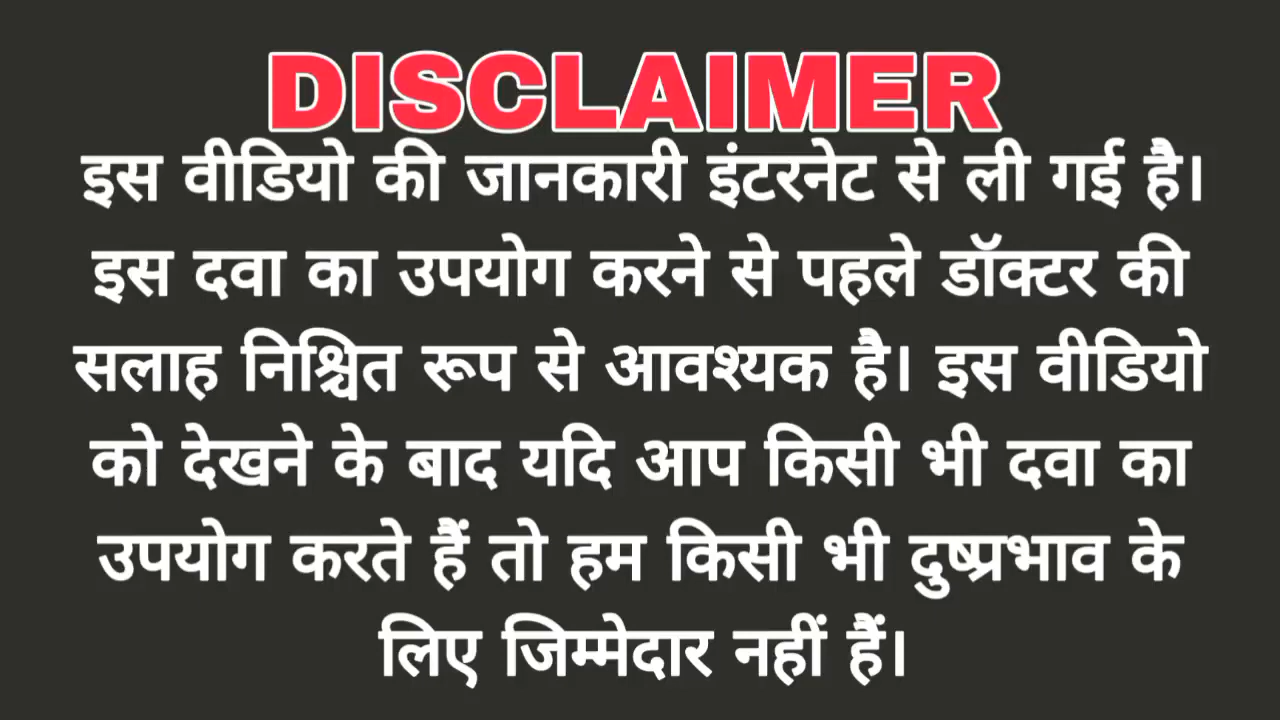 DISCLAIMER
इस वीडियो की जानकारी इंटरनेट से ली गई है।
इस दवा का उपयोग करने से पहले डॉक्टर की
सलाह निश्चित रूप से आवश्यक है। इस वीडियो
को देखने के बाद यदि आप किसी भी दवा का
उपयोग करते हैं तो हम किसी भी दुष्प्रभाव के
लिए जिम्मेदार नहीं हैं।